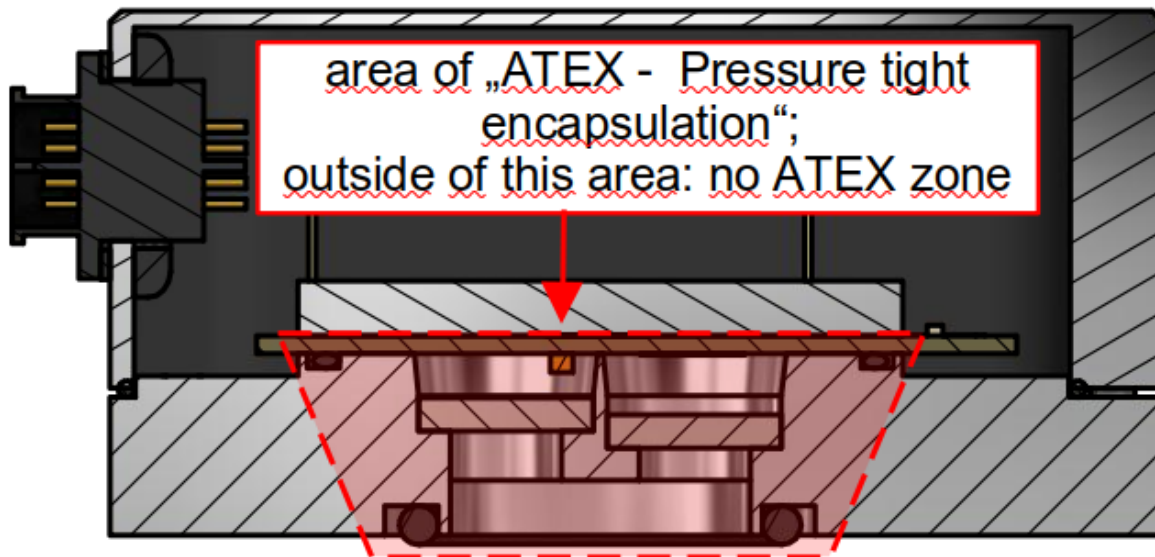 area of „ATEX - Pressure tight
encapsulation“;
outside of this area: no ATEX zone